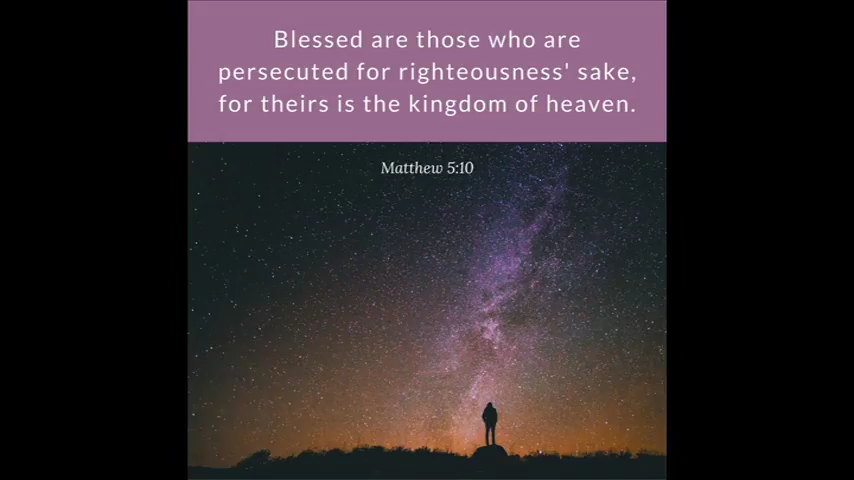 Blessed are those who are
persecuted for righteousness' sake,
for theirs is the kingdom of heaven.
Matthew 5:10